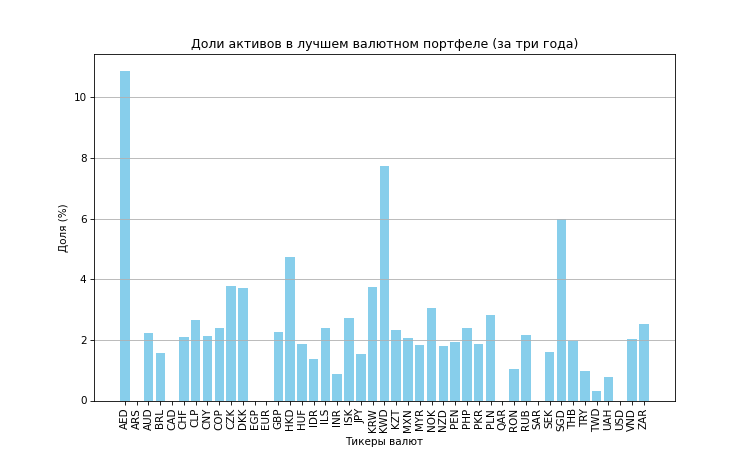 Доли активов в лучшем валютном портфеле (за три года)
Доля (%)
10
8
6
4
2
0
AED ARS AUD BRL CAD CHF CLP CNY COP CZK DKK EGP EUR GBP HKD HUF IDR ILS INR ISK JPY KRW KWD KZT MXN MYR NOK NZD PEN PHP PKR PLN QAR RON RUB SAR SEK SGD THB TRY TWD UAH USD VND ZAR
Тикеры валют